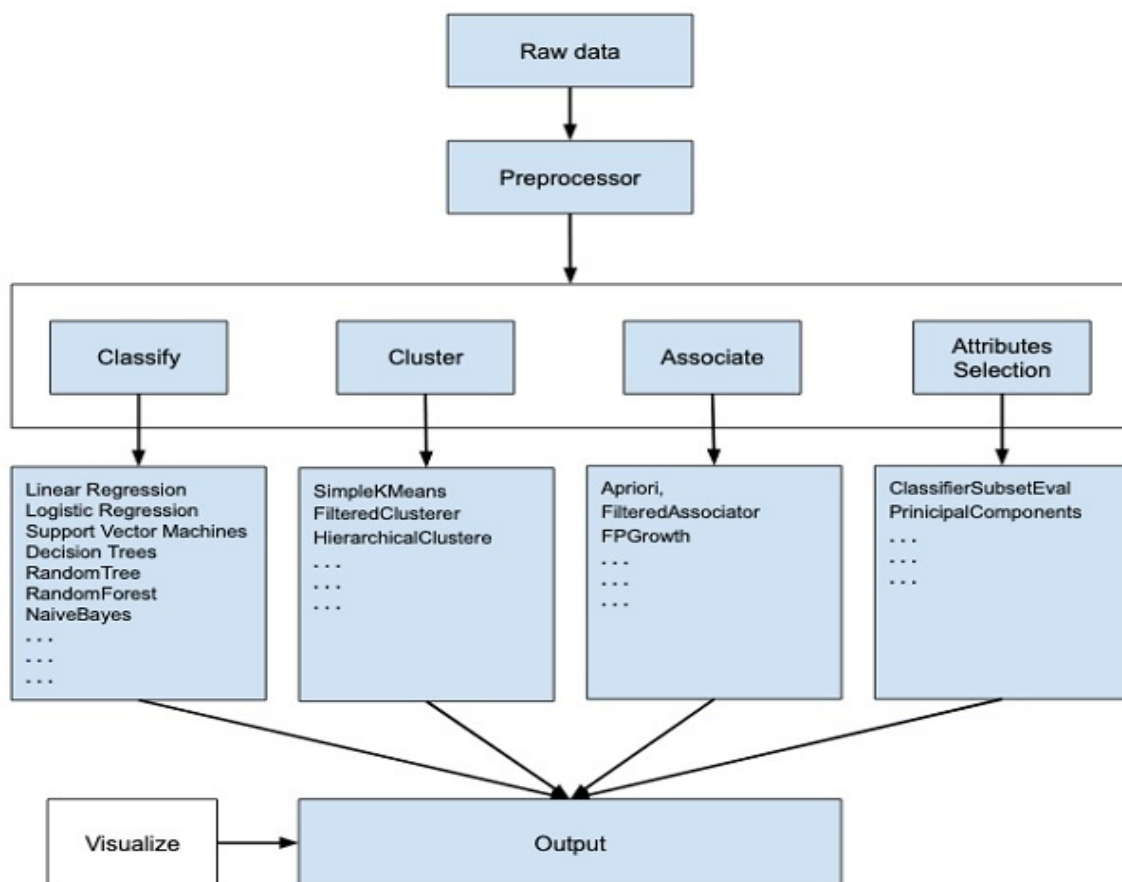 Raw data
Preprocessor
Classify
Cluster
Associate
Attributes
Selection
Linear Regression
Logistic Regression
Support Vector Machines
Decision Trees
RandomTree
RandomForest
NaiveBayes
. . .
. . .
. . .
SimpleKMeans
FilteredClusterer
HierarchicalClustere
. . .
. . .
. . .
Apriori,
FilteredAssociator
FPGrowth
. . .
. . .
. . .
ClassifierSubsetEval
PrinicipalComponents
. . .
. . .
. . .
Visualize
Output